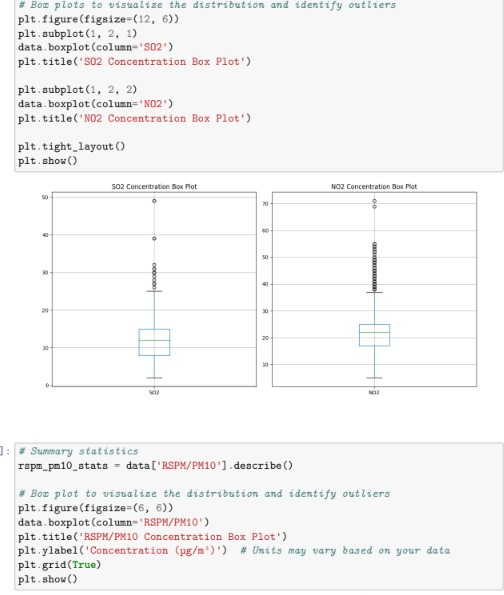 # Box plots to visualize the distribution and identify outliers
plt.figure(figsize=(12, 6))
plt.subplot(1, 2, 1)
data.boxplot(column='SO2')
plt.title('SO2 Concentration Box Plot')
plt.subplot(1, 2, 2)
data.boxplot(column='NO2')
plt.title('NO2 Concentration Box Plot')
plt.tight_layout()
plt.show()
SO2 Concentration Box Plot
50
40
30
20
10
0
SO2
NO2 Concentration Box Plot
70
60
50
40
30
20
10
NO2
]: # Summary statistics
rspm_pm10_stats = data['RSPM/PM10'].describe()
# Box plot to visualize the distribution and identify outliers
plt.figure(figsize=(6, 6))
data.boxplot(column='RSPM/PM10')
plt.title('RSPM/PM10 Concentration Box Plot')
plt.ylabel('Concentration (µg/m³)')  # Units may vary based on your data
plt.grid(True)
plt.show()